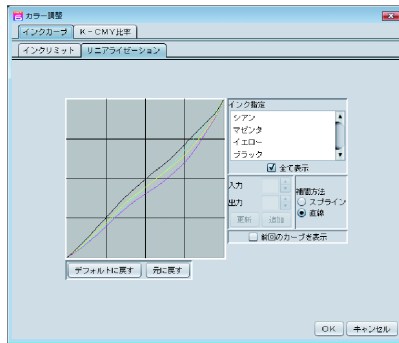 カラー調整
インクカーブ K-CMY比率
インクリミット リニアライゼーション
インク指定
シアン
マゼンタ
イエロー
ブラック
全て表示
入力
出力
更新 追加
補間方法
スプライン
直線
前回のカーブを表示
デフォルトに戻す 元に戻す
OK キャンセル